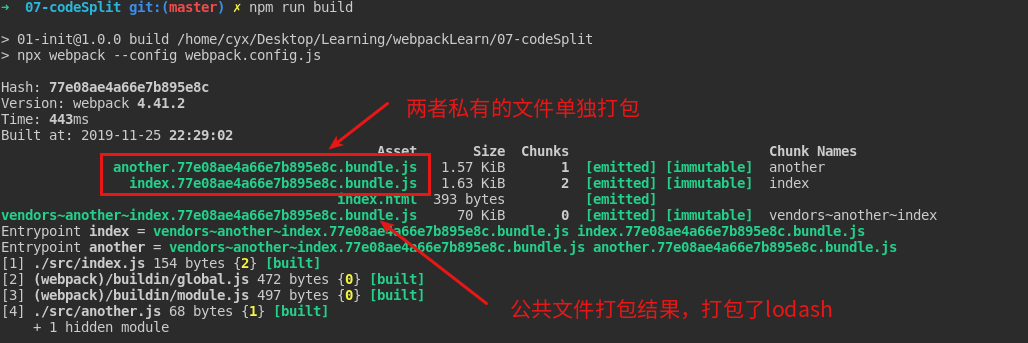 ➜  07-codeSplit git:(master) ✗ npm run build
> 01-init@1.0.0 build /home/cyx/Desktop/Learning/webpackLearn/07-codeSplit
> npx webpack --config webpack.config.js
Hash: 77e08ae4a66e7b895e8c
Version: webpack 4.41.2
Time: 443ms
两者私有的文件单独打包
Built at: 2019-11-25 22:29:02
Asset Size Chunks Chunk Names
another.77e08ae4a66e7b895e8c.bundle.js 1.57 KiB 1 [emitted] [immutable] another
index.77e08ae4a66e7b895e8c.bundle.js 1.63 KiB 2 [emitted] [immutable] index
index.html 393 bytes [emitted]
vendors~another~index.77e08ae4a66e7b895e8c.bundle.js 70 KiB 0 [emitted] [immutable] vendors~another~index
Entrypoint index = vendors~another~index.77e08ae4a66e7b895e8c.bundle.js index.77e08ae4a66e7b895e8c.bundle.js
Entrypoint another = vendors~another~index.77e08ae4a66e7b895e8c.bundle.js another.77e08ae4a66e7b895e8c.bundle.js
[1] ./src/index.js 154 bytes {2} [built]
[2] (webpack)/buildin/global.js 472 bytes {0} [built]
[3] (webpack)/buildin/module.js 497 bytes {0} [built]
[4] ./src/another.js 68 bytes {1} [built]
公共文件打包结果，打包了lodash
+ 1 hidden module